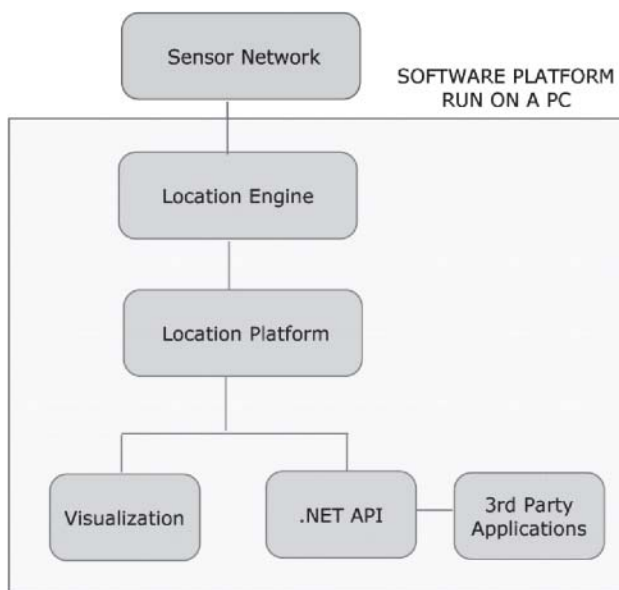 Sensor Network
SOFTWARE PLATFORM
RUN ON A PC
Location Engine
Location Platform
Visualization
.NET API
3rd Party
Applications